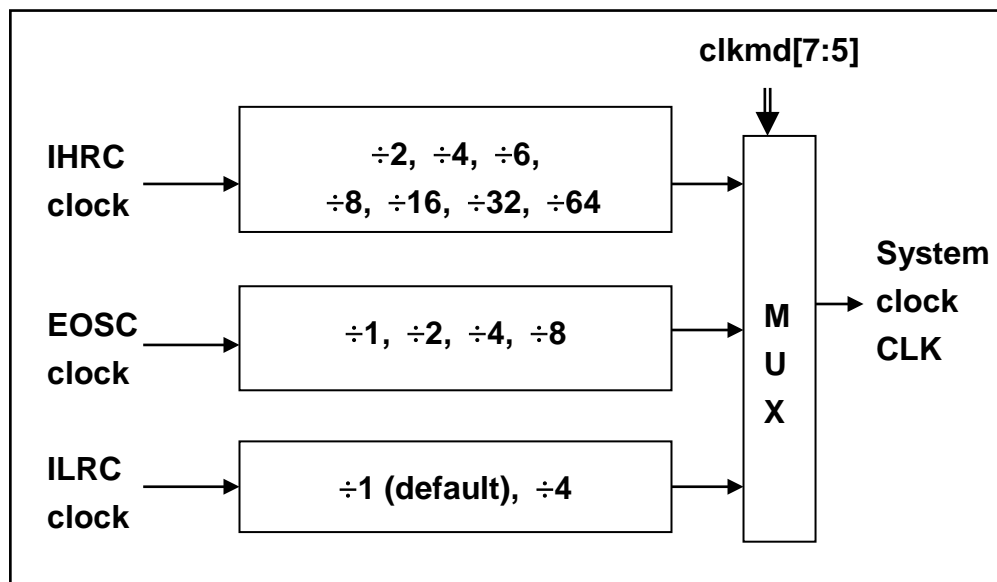 clkmd[7:5]
IHRC
clock
÷2, ÷4, ÷6,
÷8, ÷16, ÷32, ÷64
EOSC
clock
÷1, ÷2, ÷4, ÷8
ILRC
clock
÷1 (default), ÷4
M
U
X
System
clock
CLK